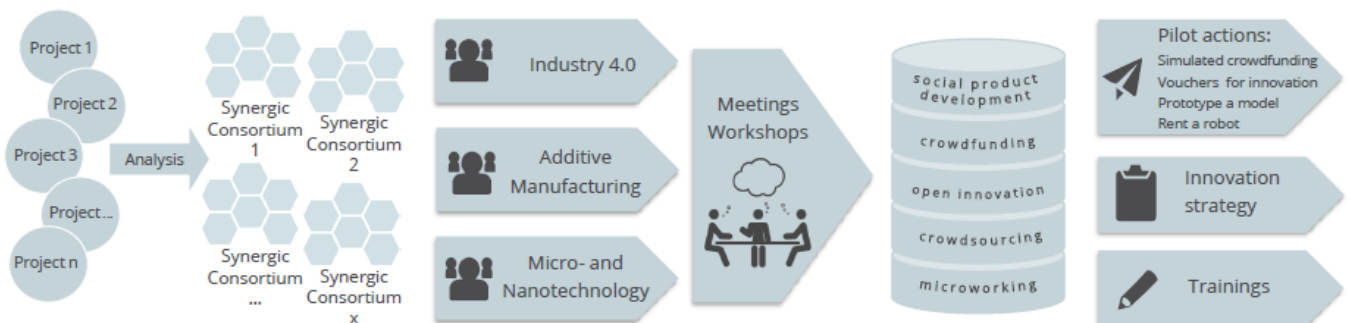 Project 1
Project 2
Project 3
Project ...
Project n
Analysis
Synergic
Consortium
1
Synergic
Consortium
2
Synergic
Consortium
...
Synergic
Consortium
x
Industry 4.0
Additive
Manufacturing
Micro- and
Nanotechnology
Meetings
Workshops
social product
development
crowdfunding
open innovation
crowdsourcing
microworking
Pilot actions:
Simulated crowdfunding
Vouchers for innovation
Prototype a model
Rent a robot
Innovation
strategy
Trainings